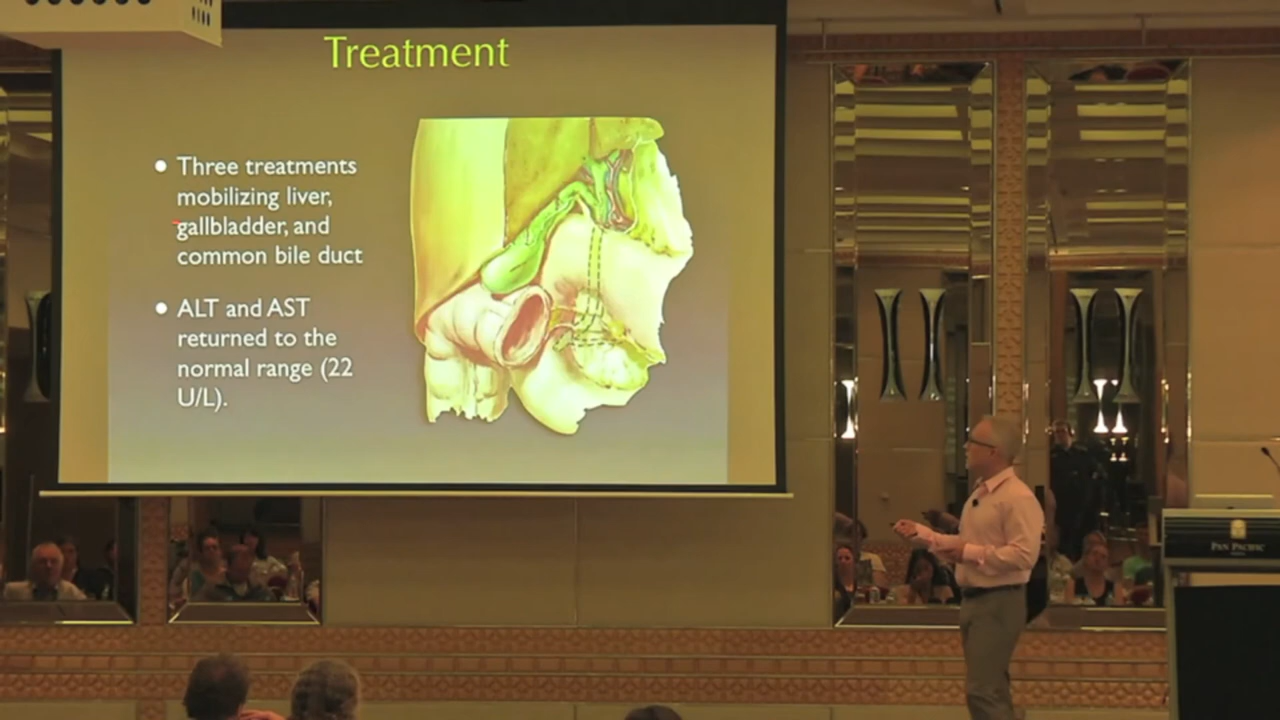 Treatment
● Three treatments
mobilizing liver,
gallbladder, and
common bile duct
● ALT and AST
returned to the
normal range (22
U/L).
PAN PACIFIC